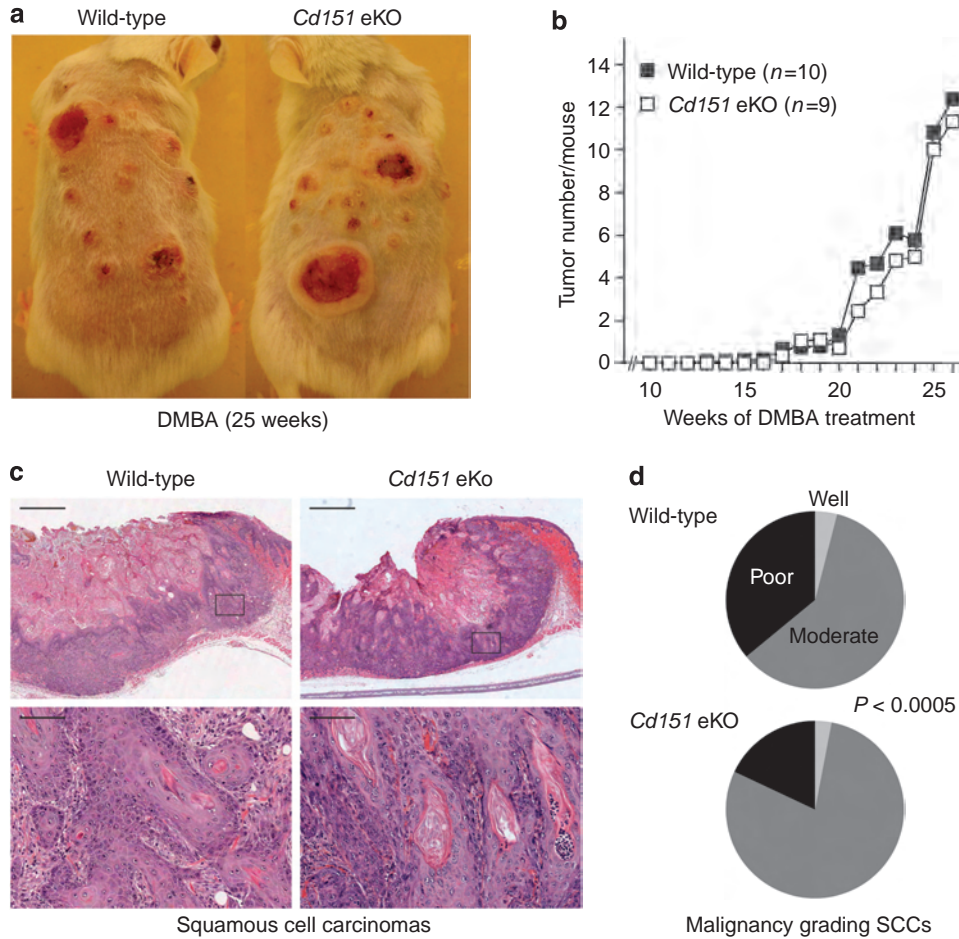 a
Wild-type
Cd151 eKO
DMBA (25 weeks)
b
Tumor number/mouse
14
12
10
8
6
4
2
0
Wild-type (n=10)
Cd151 eKO (n=9)
10
15
20
25
Weeks of DMBA treatment
c
Wild-type
Cd151 eKo
Squamous cell carcinomas
d
Wild-type
Well
Poor
Moderate
P < 0.0005
Cd151 eKO
Malignancy grading SCCs